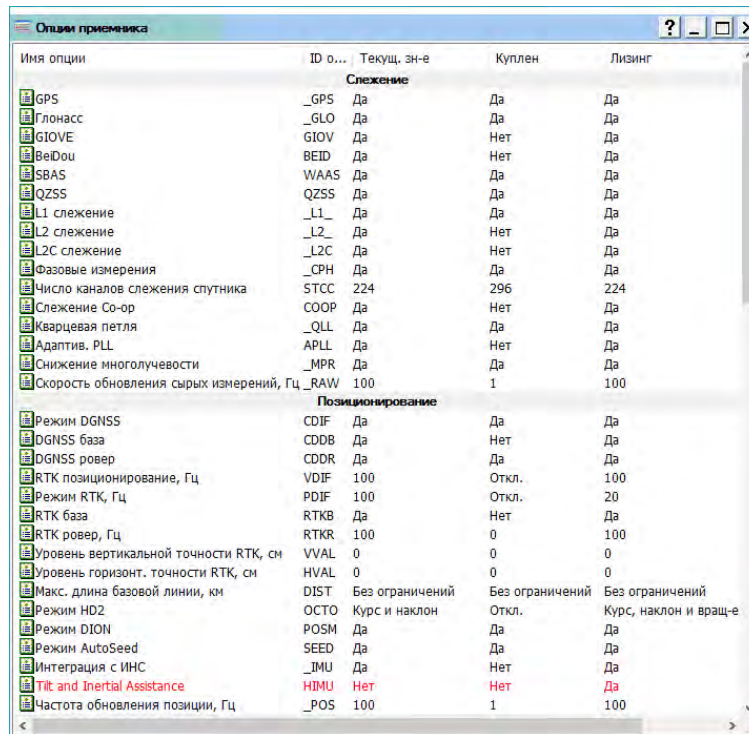 Опции приемника
Имя опции ID о... Текущ. зн-е Куплен Лизинг
Слежение
GPS _GPS Да Да Да
Глонасс _GLO Да Да Да
GIOVE GIOV Да Нет Да
BeiDou BEID Да Нет Да
SBAS WAAS Да Да Да
QZSS QZSS Да Да Да
L1 слежение _L1_ Да Да Да
L2 слежение _L2_ Да Нет Да
L2C слежение _L2C Да Нет Да
Фазовые измерения _CPH Да Да Да
Число каналов слежения спутника STCC 224 296 224
Слежение Co-op COOP Да Нет Да
Кварцевая петля _QLL Да Да Да
Адаптив. PLL APLL Да Нет Да
Снижение многолучевости _MPR Да Да Да
Скорость обновления сырых измерений, Гц _RAW 100 1 100
Позиционирование
Режим DGNSS CDIF Да Да Да
DGNSS база CDDB Да Нет Да
DGNSS ровер CDDR Да Да Да
RTK позиционирование, Гц VDIF 100 Откл. 100
Режим RTK, Гц PDIF 100 Откл. 20
RTK база RTKB Да Нет Да
RTK ровер, Гц RTKR 100 0 100
Уровень вертикальной точности RTK, см VVAL 0 0 0
Уровень горизонт. точности RTK, см HVAL 0 0 0
Макс. длина базовой линии, км DIST Без ограничений Без ограничений Без ограничений
Режим HD2 OCTO Курс и наклон Откл. Курс, наклон и вращ-е
Режим DION POSM Да Да Да
Режим AutoSeed SEED Да Да Да
Интеграция с ИНС _IMU Да Нет Да
Tilt and Inertial Assistance HIMU Нет Нет Да
Частота обновления позиции, Гц _POS 100 1 100